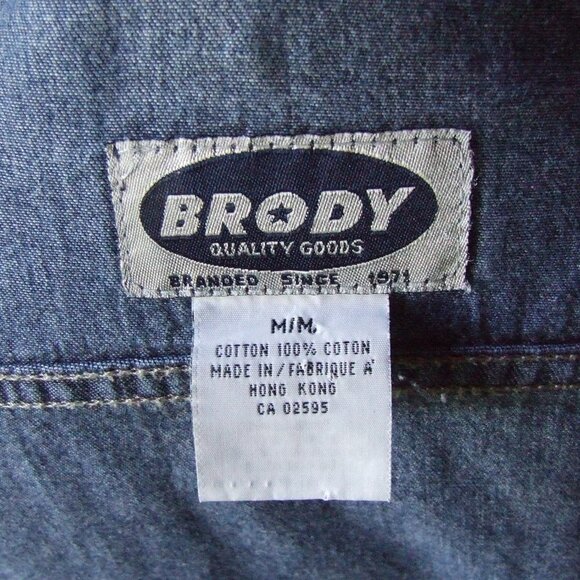 BRODY
QUALITY GOODS
BRANDED SINCE 1971
M/M
COTTON 100% COTON
MADE IN/FABRIQUE A'
HONG KONG
CA 02595